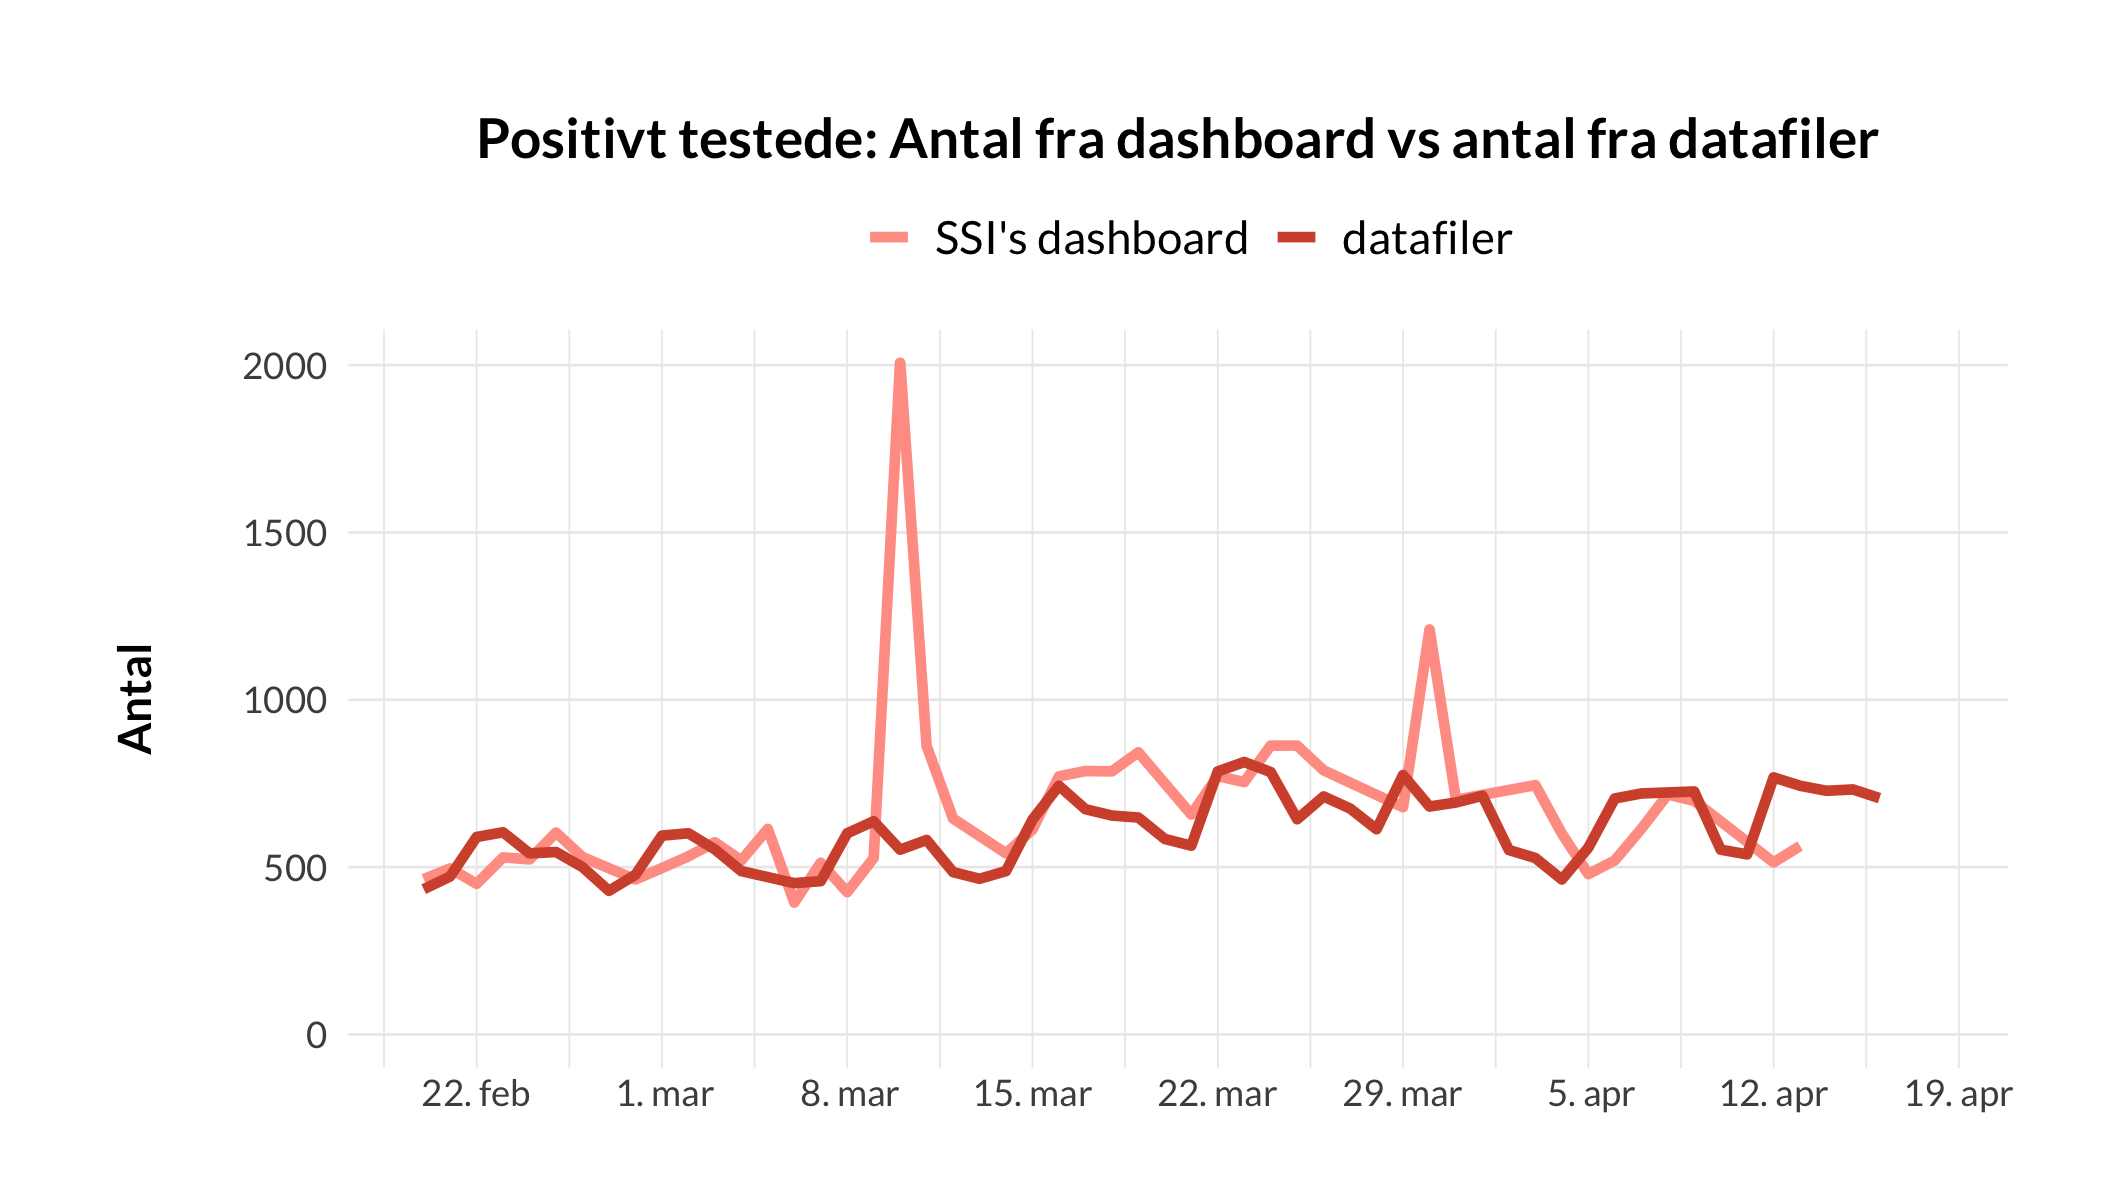 Positivt testede: Antal fra dashboard vs antal fra datafiler
SSI's dashboard datafiler
Antal
2000
1500
1000
500
0
22. feb 1. mar 8. mar 15. mar 22. mar 29. mar 5. apr 12. apr 19. apr